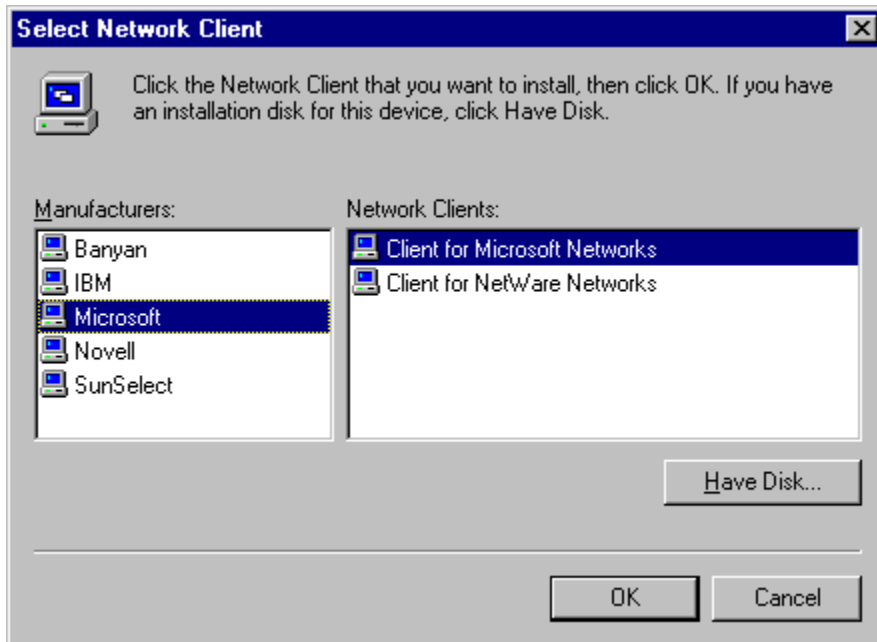 Select Network Client
Click the Network Client that you want to install, then click OK. If you have
an installation disk for this device, click Have Disk.
Manufacturers:
Banyan
IBM
Microsoft
Novell
SunSelect
Network Clients:
Client for Microsoft Networks
Client for NetWare Networks
Have Disk...
OK
Cancel